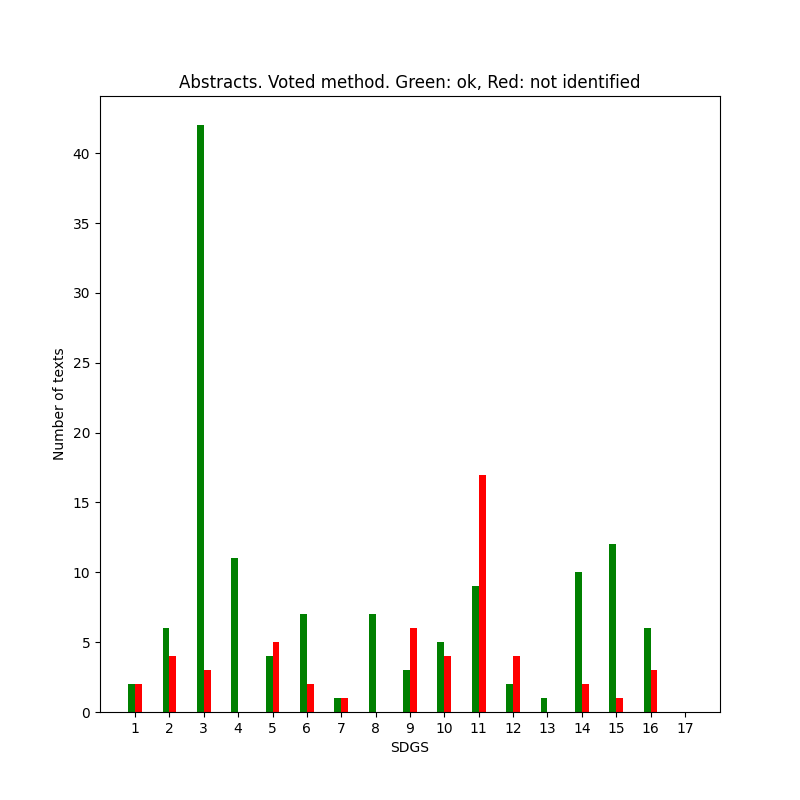 Abstracts. Voted method. Green: ok, Red: not identified
Number of texts
40
35
30
25
20
15
10
5
0
1 2 3 4 5 6 7 8 9 10 11 12 13 14 15 16 17
SDGS